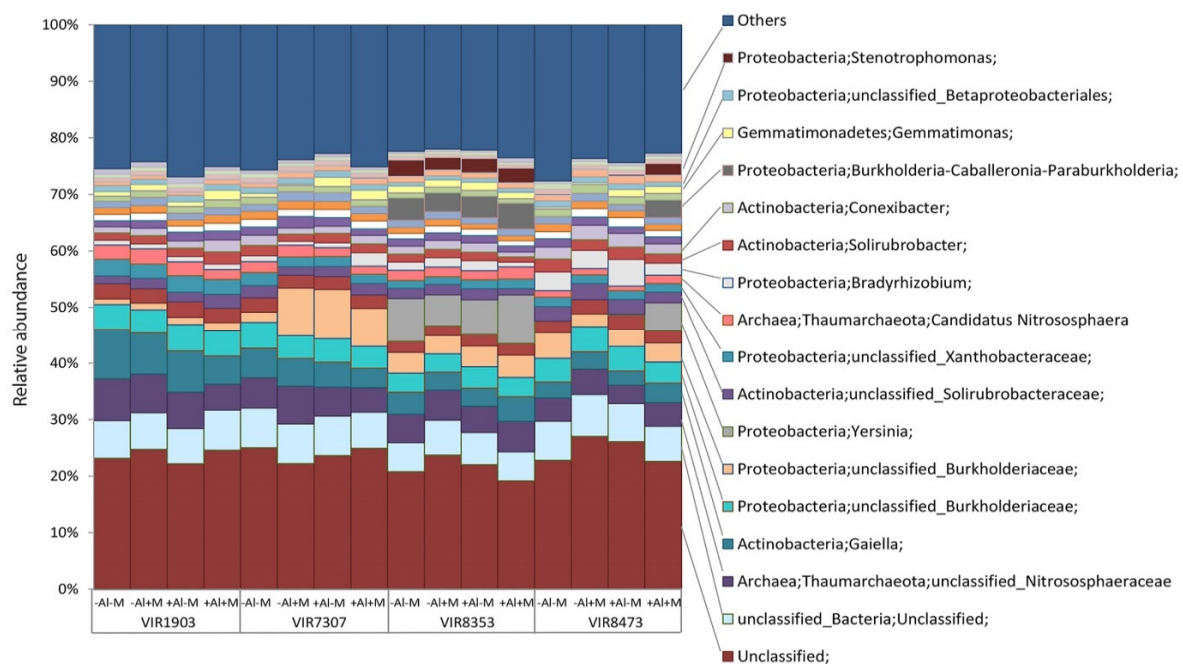 100%
90%
80%
70%
60%
50%
40%
30%
20%
10%
0%
Relative abundance
-Al-M -Al+M +Al-M +Al+M -Al-M -Al+M +Al-M +Al+M -Al-M -Al+M +Al-M +Al+M -Al-M -Al+M +Al-M +Al+M
VIR1903 VIR7307 VIR8353 VIR8473
Others
Proteobacteria;Stenotrophomonas;
Proteobacteria;unclassified_Betaproteobacteriales;
Gemmatimonadetes;Gemmatimonas;
Proteobacteria;Burkholderia-Caballeronia-Paraburkholderia;
Actinobacteria;Conexibacter;
Actinobacteria;Solirubrobacter;
Proteobacteria;Bradyrhizobium;
Archaea;Thaumarchaeota;Candidatus Nitrososphaera
Proteobacteria;unclassified_Xanthobacteraceae;
Actinobacteria;unclassified_Solirubrobacteraceae;
Proteobacteria;Yersinia;
Proteobacteria;unclassified_Burkholderiaceae;
Proteobacteria;unclassified_Burkholderiaceae;
Actinobacteria;Gaiella;
Archaea;Thaumarchaeota;unclassified_Nitrososphaeraceae
unclassified_Bacteria;Unclassified;
Unclassified;